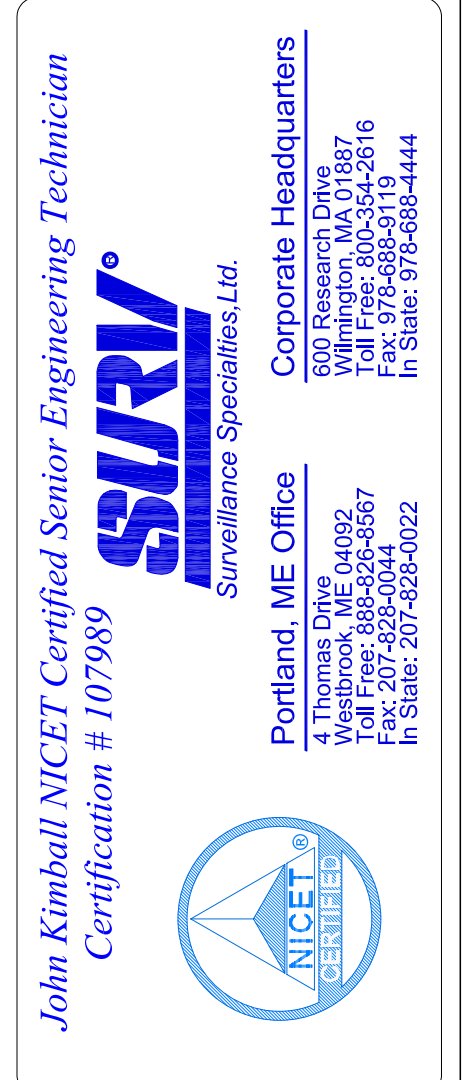 John Kimball NICET Certified Senior Engineering Technician
Certification # 107989
SURV®
Surveillance Specialties,Ltd.
NICET®
CERTIFIED
Portland, ME Office
4 Thomas Drive
Westbrook, ME 04092
Toll Free: 888-826-8567
Fax: 207-828-0044
In State: 207-828-0022
Corporate Headquarters
600 Research Drive
Wilmington, MA 01887
Toll Free: 800-354-2616
Fax: 978-688-9119
In State: 978-688-4444